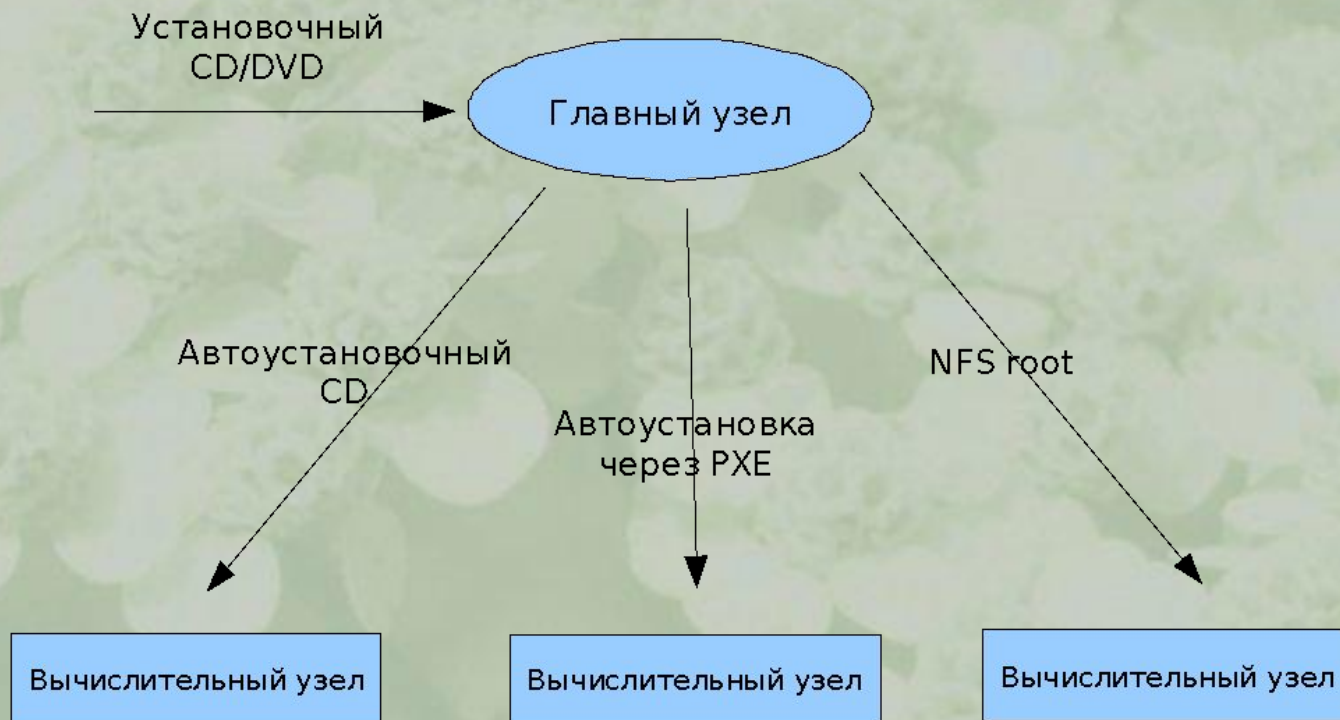 Установочный
CD/DVD
Главный узел
Автоустановочный
CD
NFS root
Автоустановка
через PXE
Вычислительный узел
Вычислительный узел
Вычислительный узел